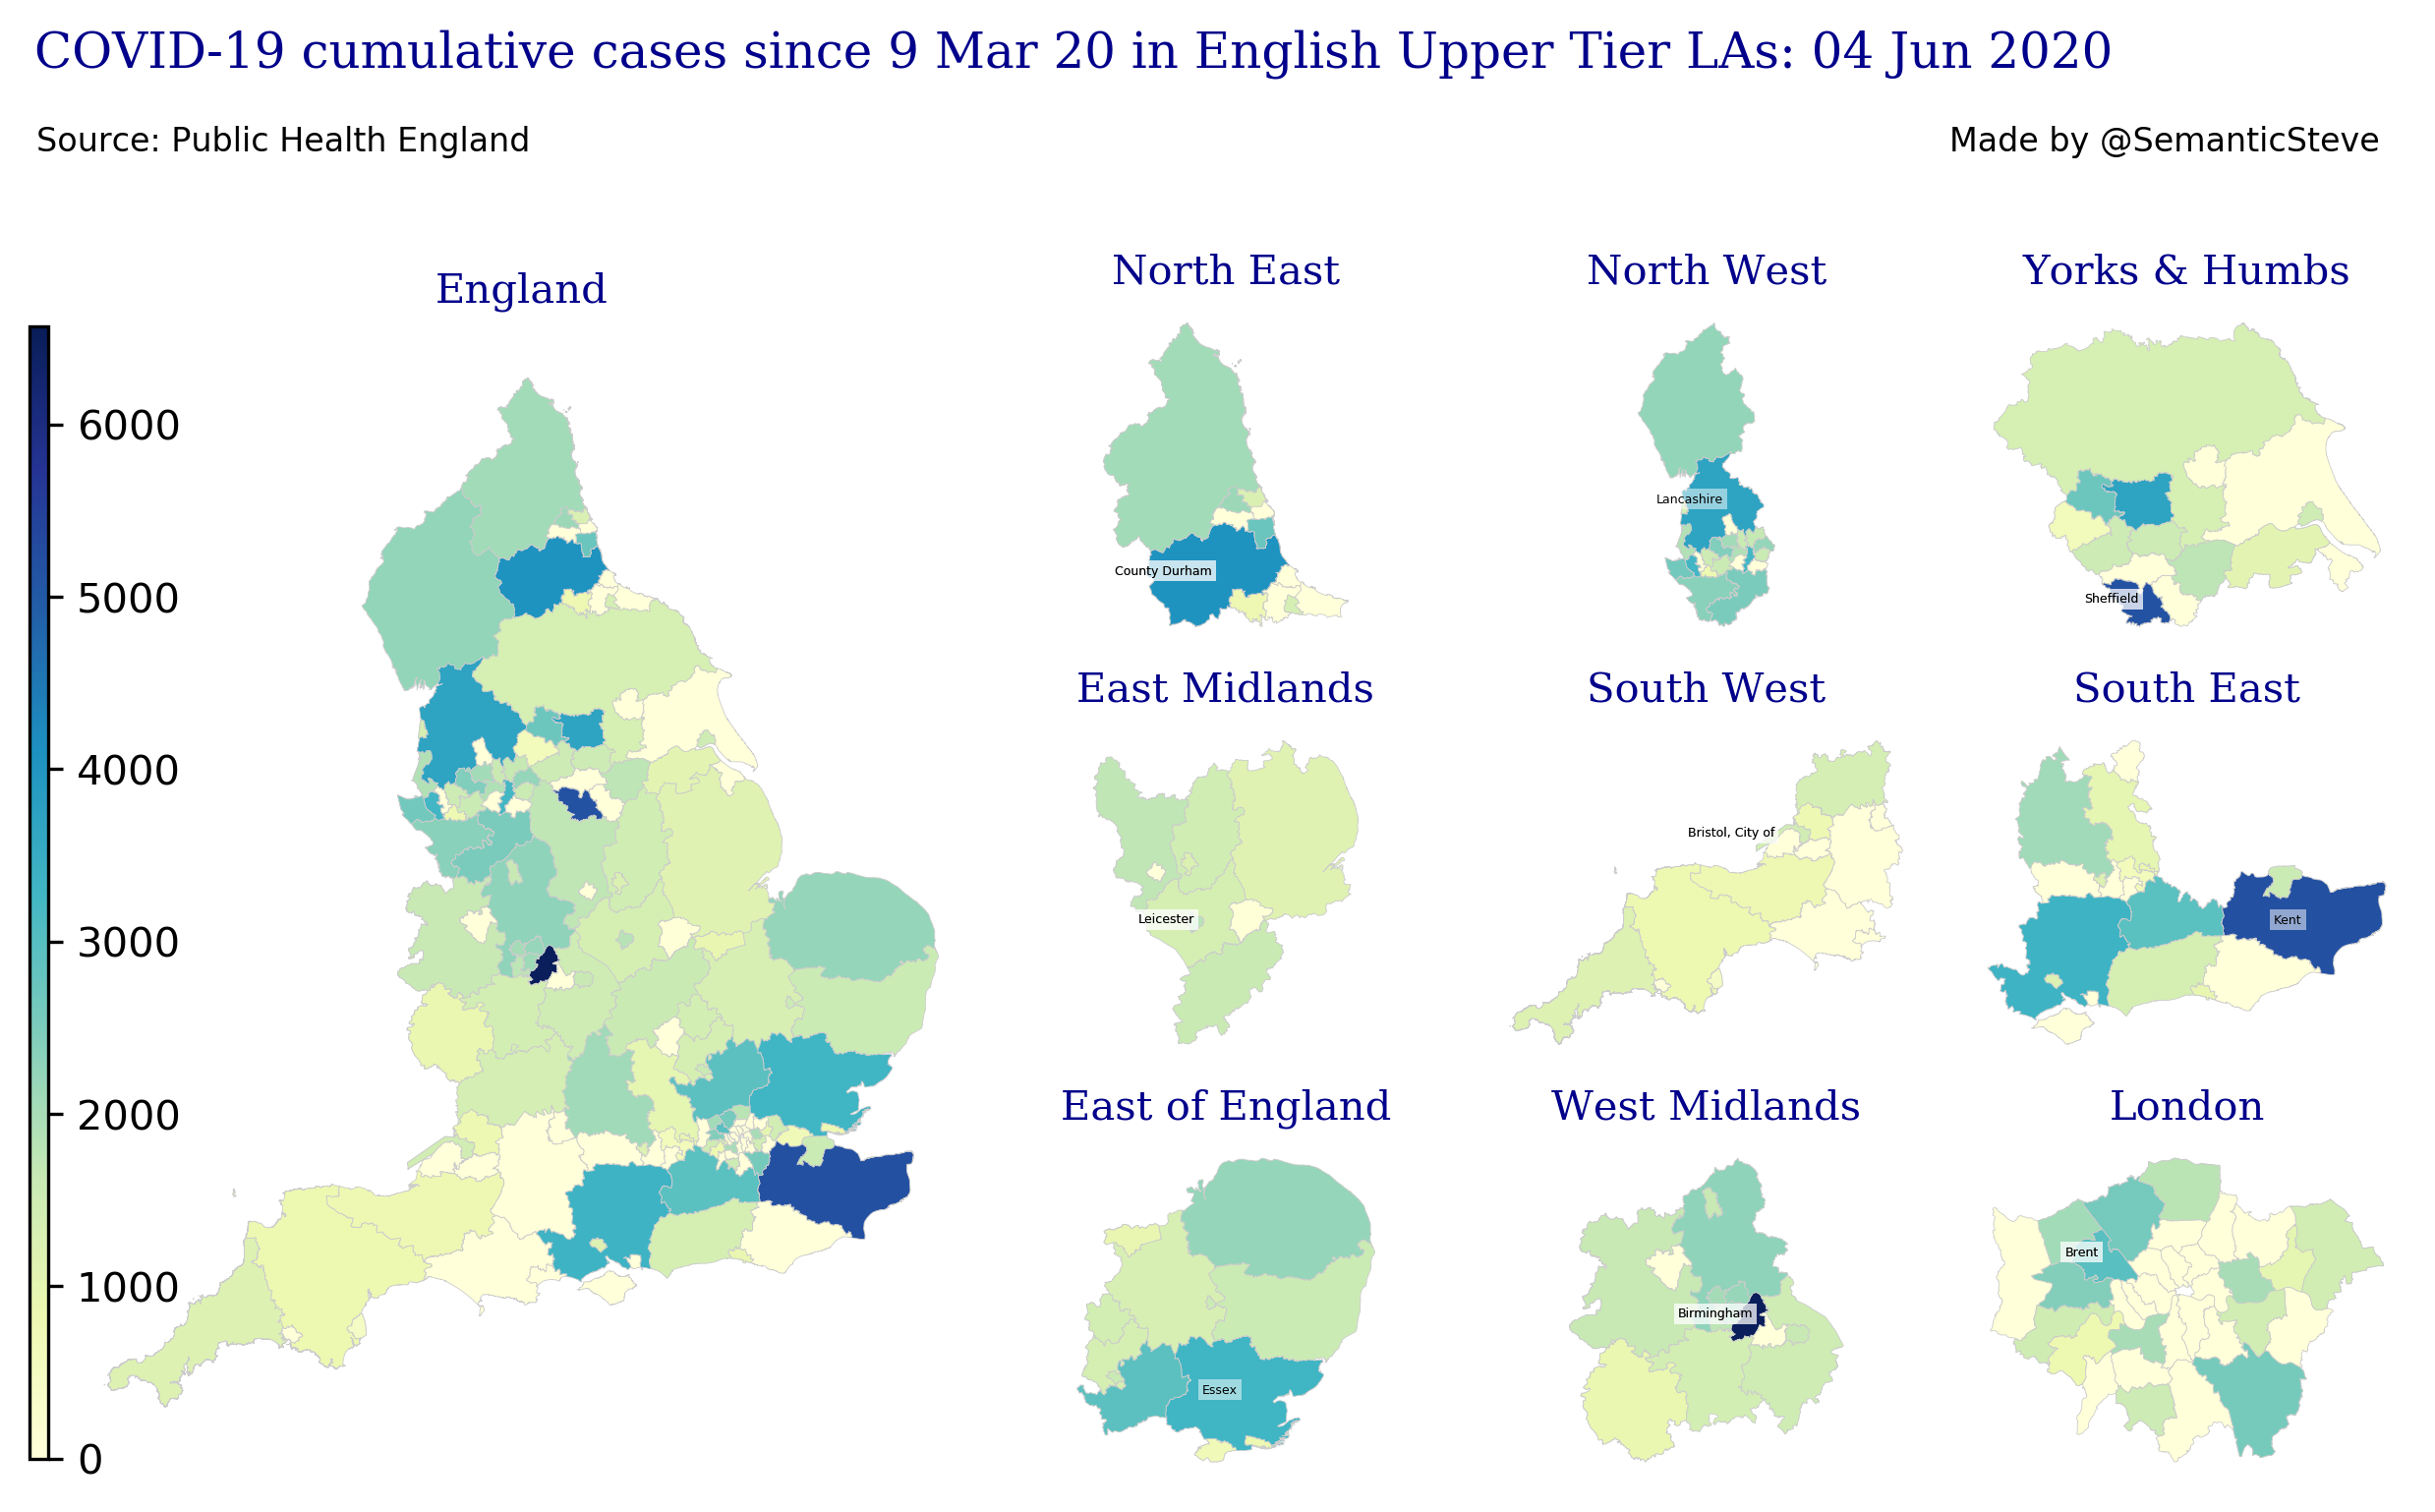 COVID-19 cumulative cases since 9 Mar 20 in English Upper Tier LAs: 04 Jun 2020
Source: Public Health England
Made by @SemanticSteve
England
6000
5000
4000
3000
2000
1000
0
North East
County Durham
North West
Lancashire
Yorks & Humbs
Sheffield
East Midlands
Leicester
South West
Bristol, City of
South East
Kent
East of England
Essex
West Midlands
Birmingham
London
Brent